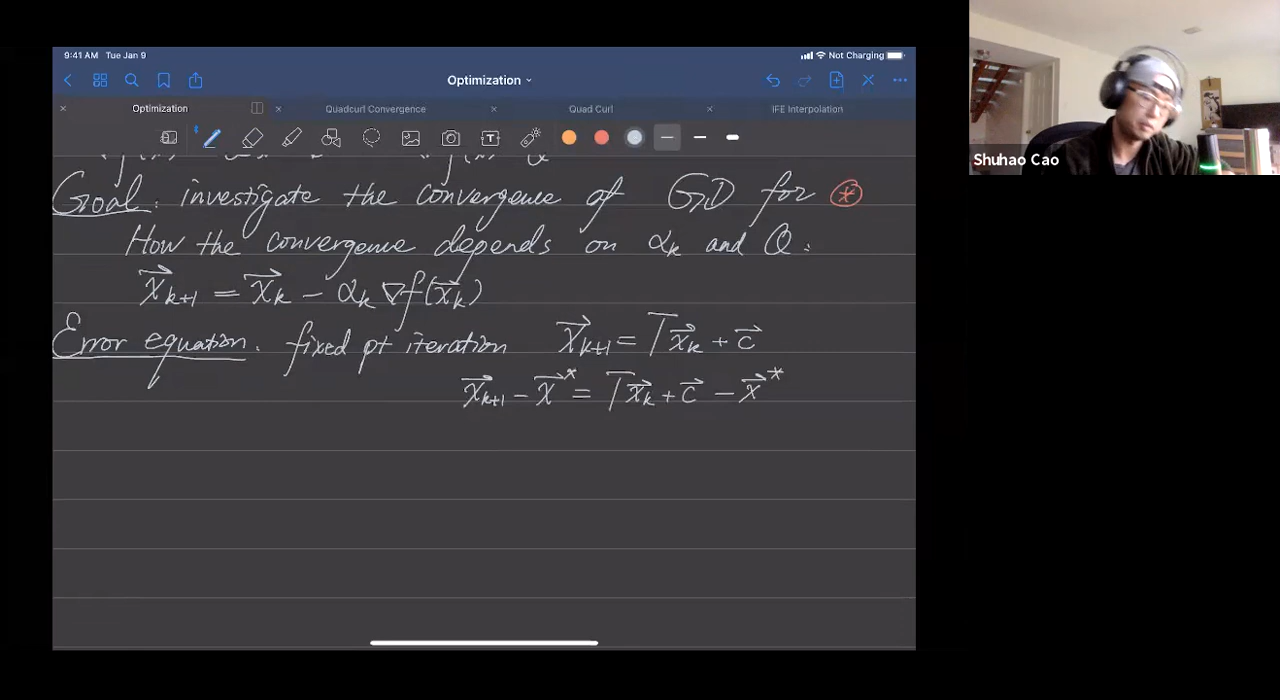 9:41 AM Tue Jan 9
Not Charging
Optimization
Optimization
Quadcurl Convergence
Quad Curl
IFE Interpolation
Goal: investigate the convergence of GD for ⊛
How the convergence depends on αₖ and Q:
x⃗ₖ₊₁ = x⃗ₖ − αₖ ∇f(x⃗ₖ)
Error equation. fixed pt iteration x⃗ₖ₊₁ = Tx⃗ₖ + c⃗
x⃗ₖ₊₁ − x⃗* = Tx⃗ₖ + c⃗ − x⃗*
Shuhao Cao